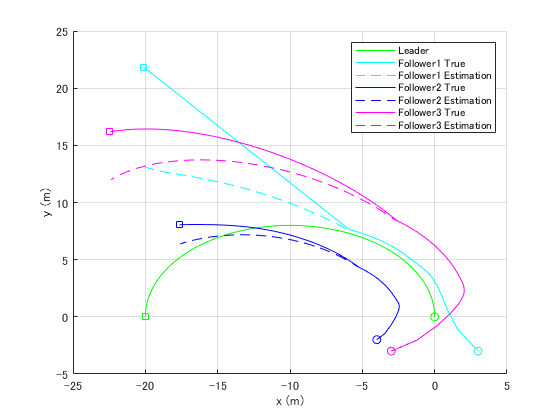 25
20
15
10
5
0
-5
y (m)
Leader
Follower1 True
Follower1 Estimation
Follower2 True
Follower2 Estimation
Follower3 True
Follower3 Estimation
-25 -20 -15 -10 -5 0 5
x (m)